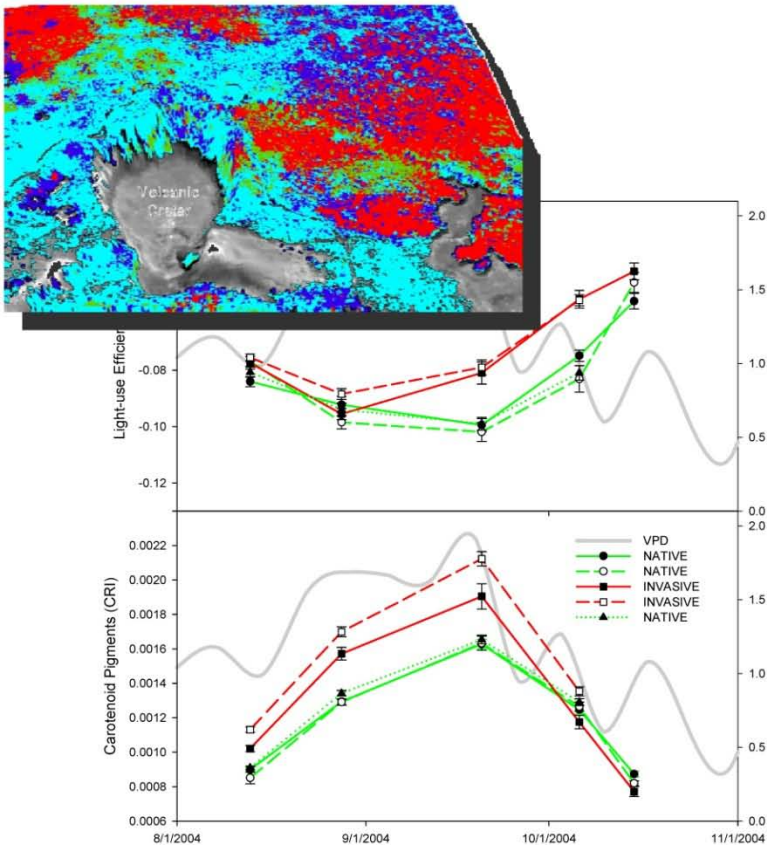 Volcanic
Crater
2.0
1.5
1.0
0.5
0.0
Light-use Efficien
-0.08
-0.10
-0.12
Carotenoid Pigments (CRI)
0.0022
0.0020
0.0018
0.0016
0.0014
0.0012
0.0010
0.0008
0.0006
VPD
NATIVE
NATIVE
INVASIVE
INVASIVE
NATIVE
2.0
1.5
1.0
0.5
0.0
8/1/2004
9/1/2004
10/1/2004
11/1/2004